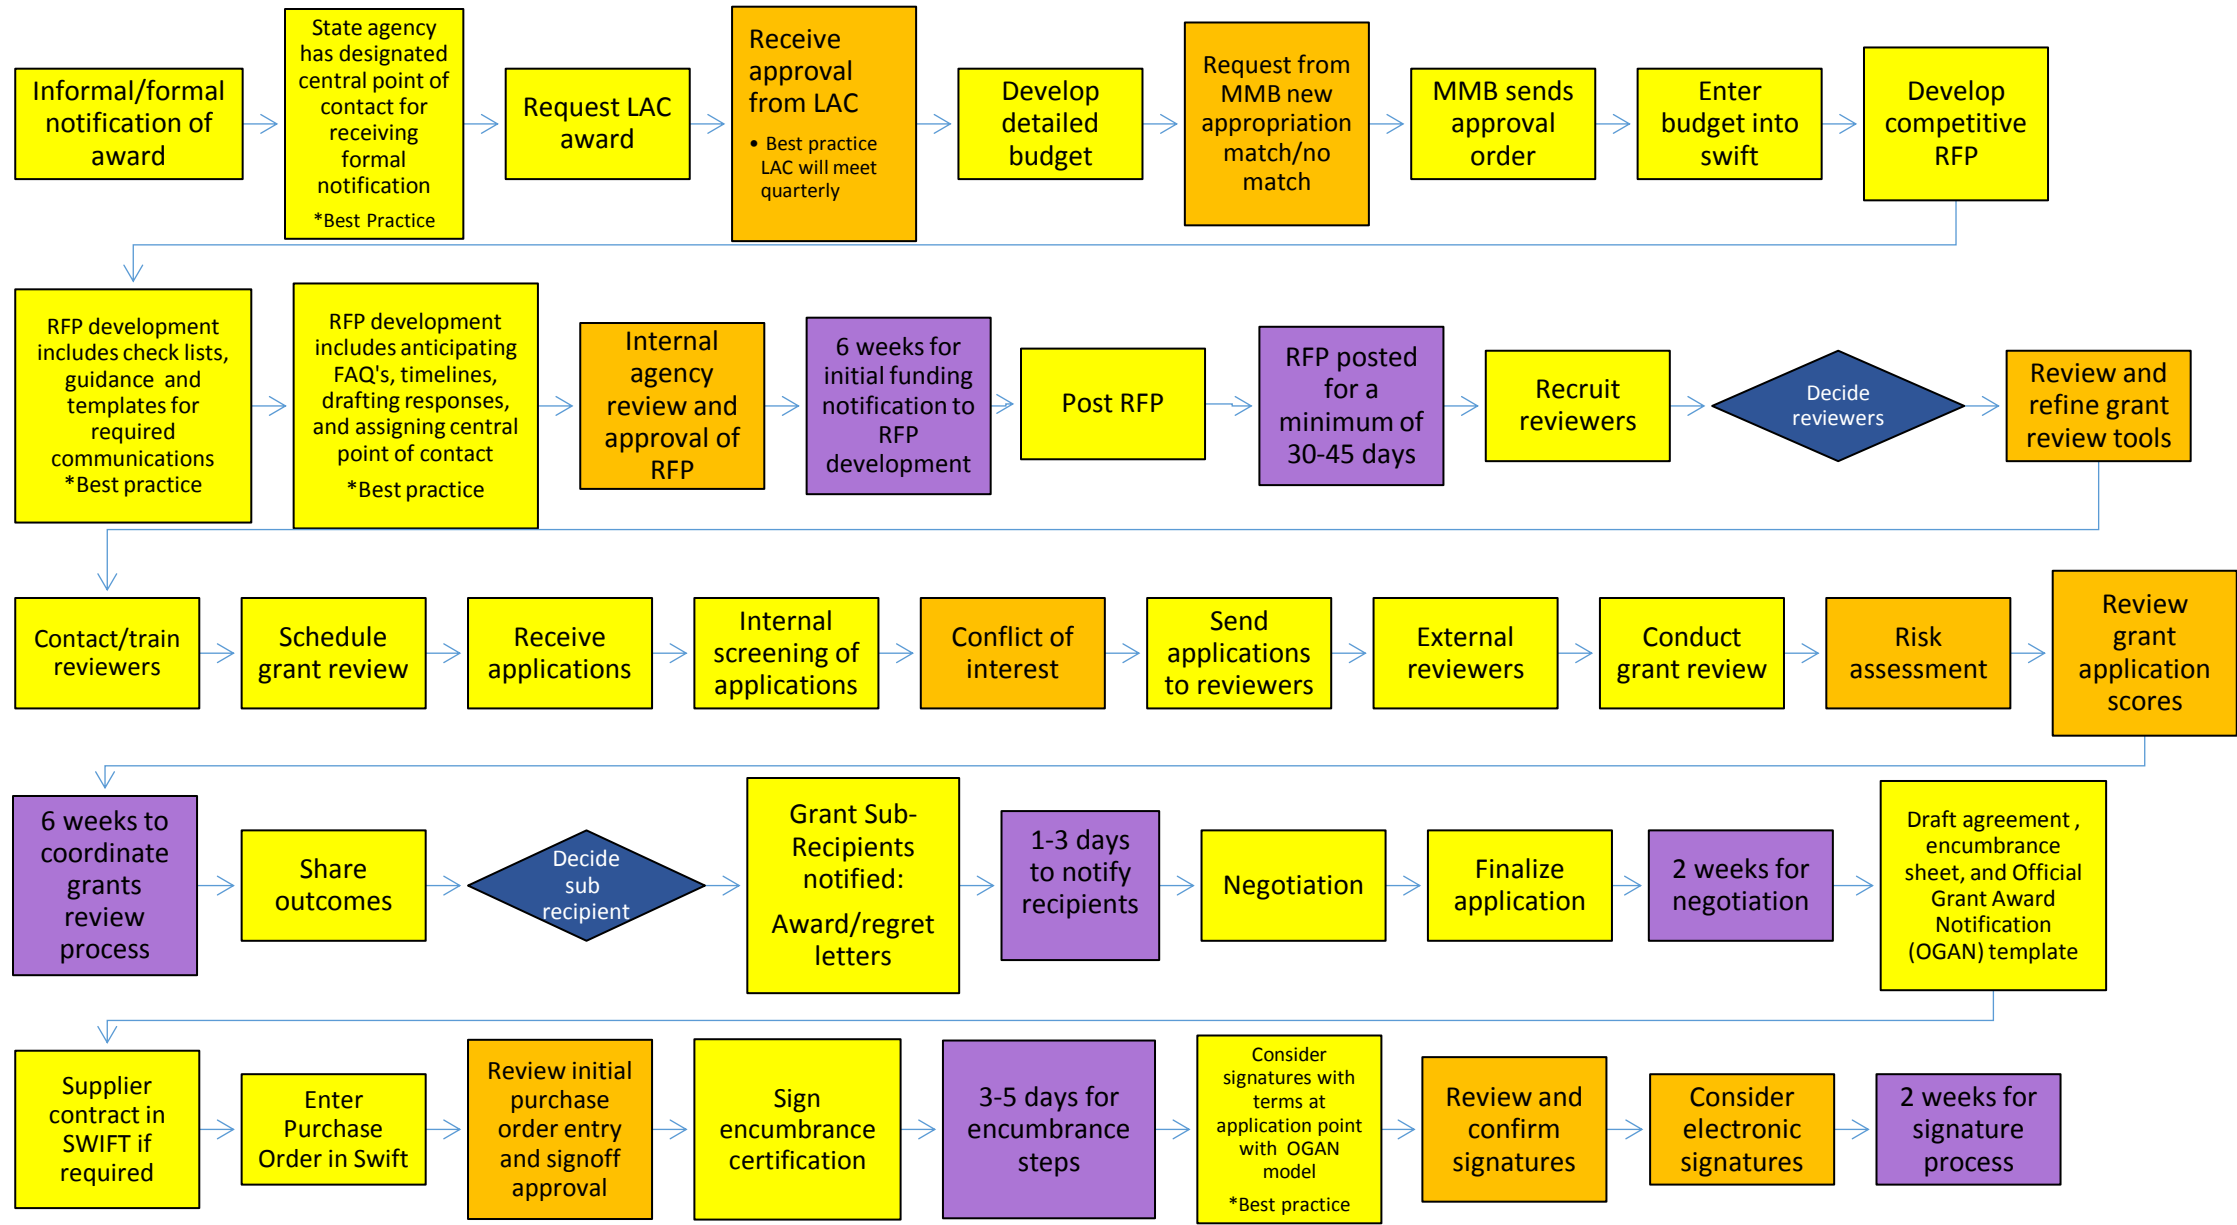 Informal/formal
notification of
award
State agency
has designated
central point of
contact for
receiving
formal
notification
*Best Practice
Request LAC
award
Receive
approval
from LAC
• Best practice
LAC will meet
quarterly
Develop
detailed
budget
Request from
MMB new
appropriation
match/no
match
MMB sends
approval
order
Enter
budget into
swift
Develop
competitive
RFP
RFP development
includes check lists,
guidance and
templates for
required
communications
*Best practice
RFP development
includes anticipating
FAQ's, timelines,
drafting responses,
and assigning central
point of contact
*Best practice
Internal
agency
review and
approval of
RFP
6 weeks for
initial funding
notification to
RFP
development
Post RFP
RFP posted
for a
minimum of
30-45 days
Recruit
reviewers
Decide
reviewers
Review and
refine grant
review tools
Contact/train
reviewers
Schedule
grant review
Receive
applications
Internal
screening of
applications
Conflict of
interest
Send
applications
to reviewers
External
reviewers
Conduct
grant review
Risk
assessment
Review
grant
application
scores
6 weeks to
coordinate
grants
review
process
Share
outcomes
Decide
sub
recipient
Grant Sub-
Recipients
notified:
Award/regret
letters
1-3 days
to notify
recipients
Negotiation
Finalize
application
2 weeks for
negotiation
Draft agreement ,
encumbrance
sheet, and Official
Grant Award
Notification
(OGAN) template
Supplier
contract in
SWIFT if
required
Enter
Purchase
Order in Swift
Review initial
purchase
order entry
and signoff
approval
Sign
encumbrance
certification
3-5 days for
encumbrance
steps
Consider
signatures with
terms at
application point
with OGAN
model
*Best practice
Review and
confirm
signatures
Consider
electronic
signatures
2 weeks for
signature
process